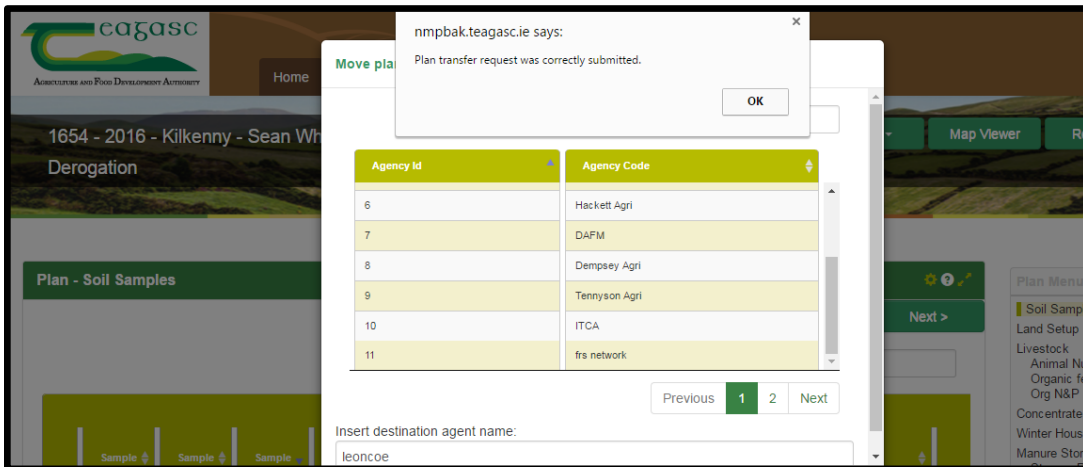 eagasc
AGRICULTURE AND FOOD DEVELOPMENT AUTHORITY
Home
nmpbak.teagasc.ie says:
Plan transfer request was correctly submitted.
OK
Move pla
1654 - 2016 - Kilkenny - Sean Wh
Derogation
Map Viewer
R
Agency Id
Agency Code
6 Hackett Agri
7 DAFM
8 Dempsey Agri
9 Tennyson Agri
10 ITCA
11 frs network
Previous 1 2 Next
Insert destination agent name:
leoncoe
Plan - Soil Samples
Next >
Sample Sample Sample
Plan Menu
Soil Samp
Land Setup
Livestock
Animal Nu
Organic fe
Org N&P
Concentrate
Winter Hous
Manure Stor